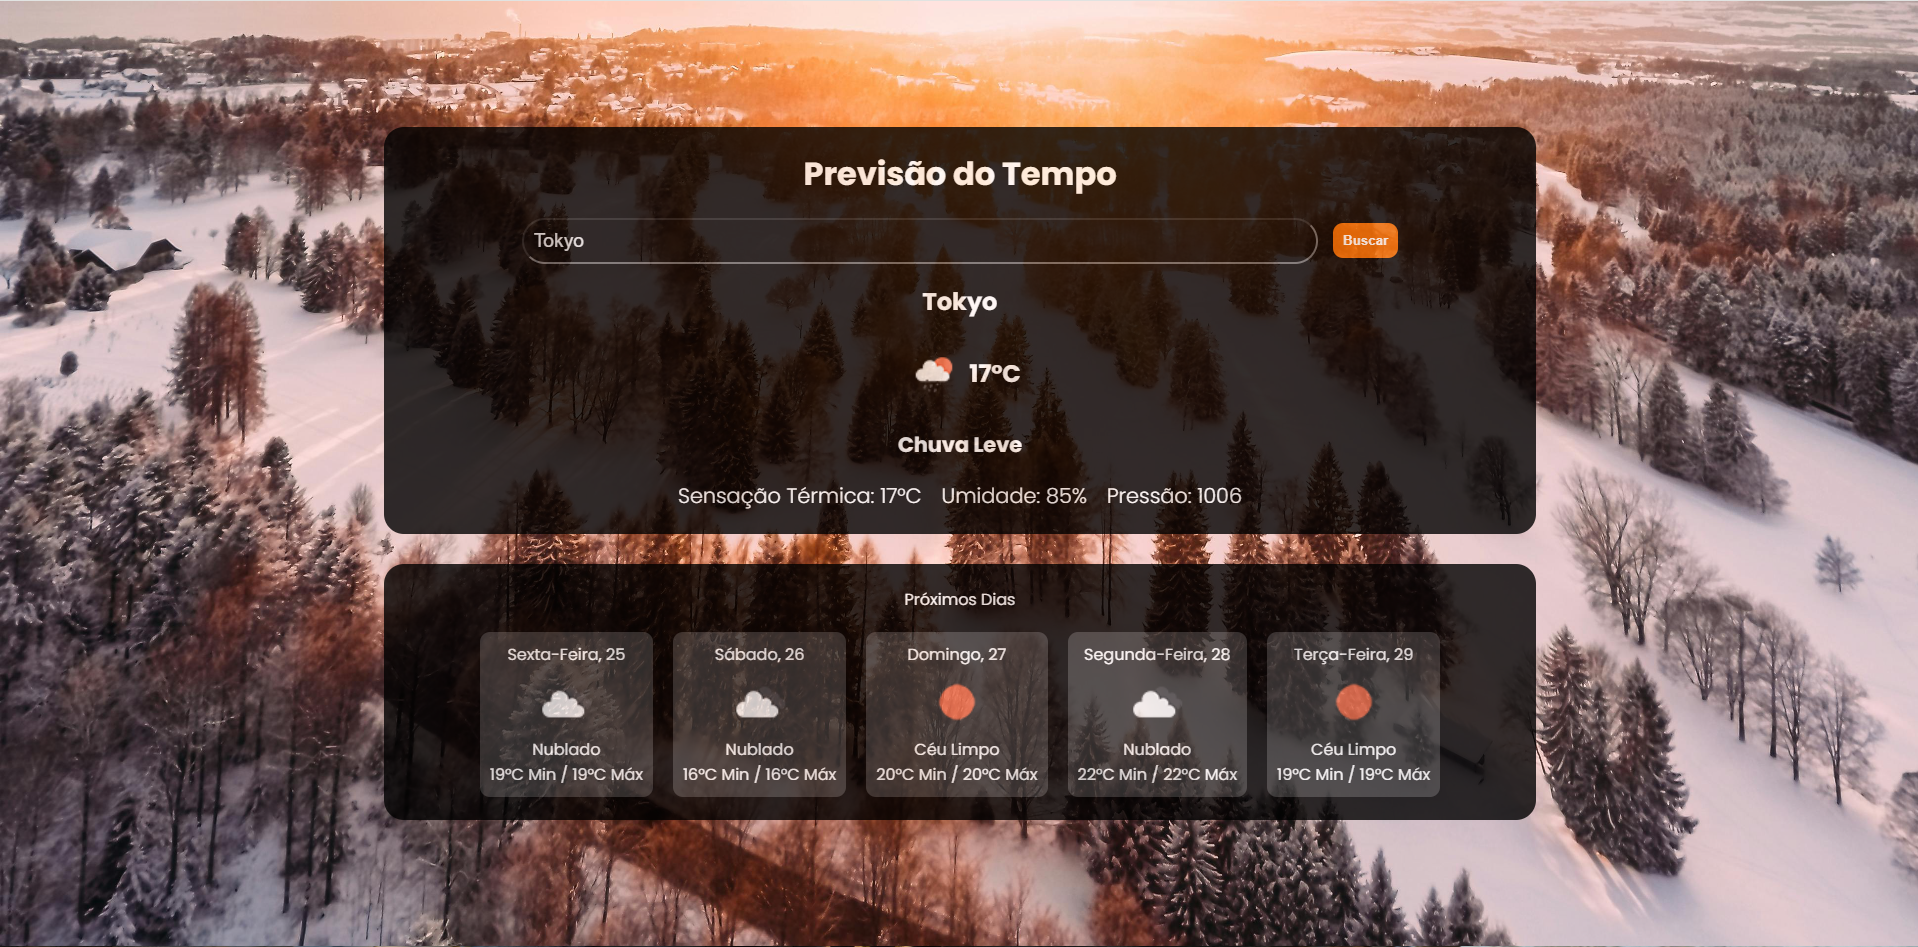 Previsão do Tempo
Tokyo
Buscar
Tokyo
17°C
Chuva Leve
Sensação Térmica: 17°C Umidade: 85% Pressão: 1006
Próximos Dias
Sexta-Feira, 25
Nublado
19°C Min / 19°C Máx
Sábado, 26
Nublado
16°C Min / 16°C Máx
Domingo, 27
Céu Limpo
20°C Min / 20°C Máx
Segunda-Feira, 28
Nublado
22°C Min / 22°C Máx
Terça-Feira, 29
Céu Limpo
19°C Min / 19°C Máx